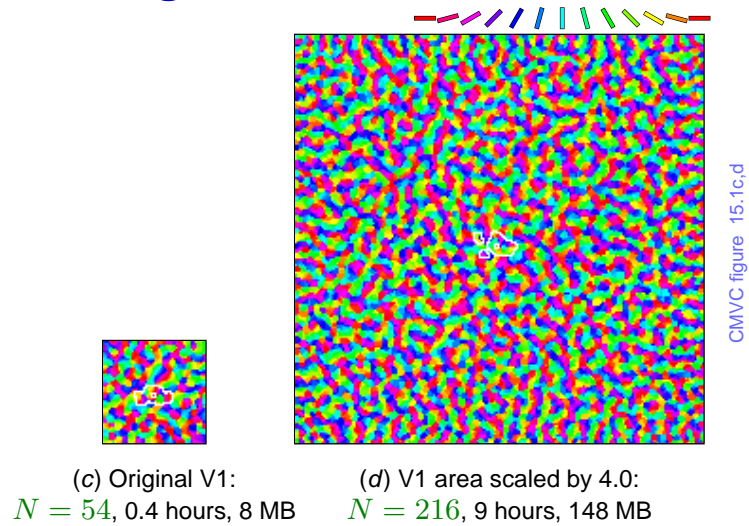 CMVC figure 15.1c,d
(c) Original V1:
N = 54, 0.4 hours, 8 MB
(d) V1 area scaled by 4.0:
N = 216, 9 hours, 148 MB